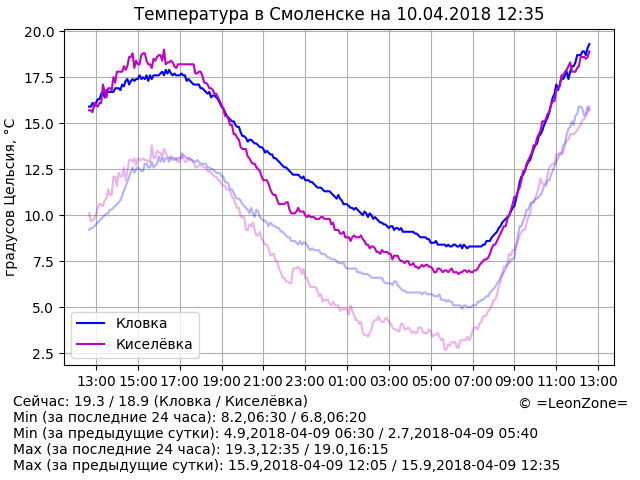 Температура в Смоленске на 10.04.2018 12:35
градусов Цельсия, °C
20.0
17.5
15.0
12.5
10.0
7.5
5.0
2.5
Кловка
Киселёвка
13:00 15:00 17:00 19:00 21:00 23:00 01:00 03:00 05:00 07:00 09:00 11:00 13:00
Сейчас: 19.3 / 18.9 (Кловка / Киселёвка)
© =LeonZone=
Min (за последние 24 часа): 8.2,06:30 / 6.8,06:20
Min (за предыдущие сутки): 4.9,2018-04-09 06:30 / 2.7,2018-04-09 05:40
Max (за последние 24 часа): 19.3,12:35 / 19.0,16:15
Max (за предыдущие сутки): 15.9,2018-04-09 12:05 / 15.9,2018-04-09 12:35